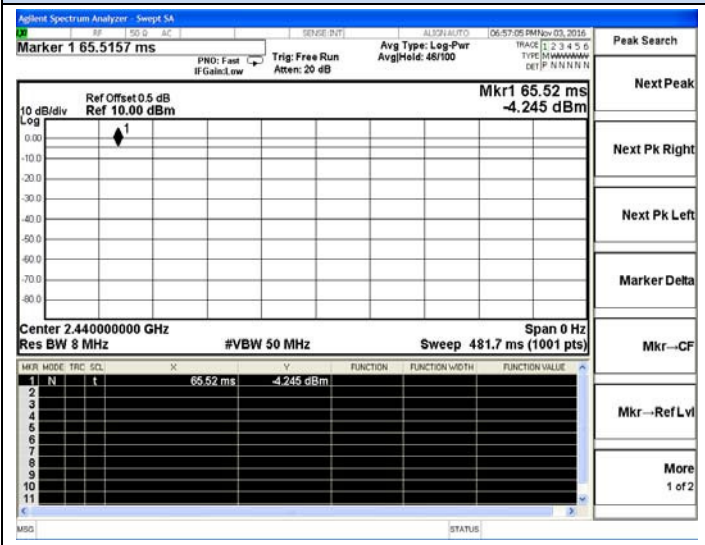 Agilent Spectrum Analyzer - Swept SA
RF 50 Ω AC SENSE:INT ALIGN AUTO 06:57:05 PM Nov 03, 2016
Marker 1 65.5157 ms
PNO: Fast
IFGain:Low
Trig: Free Run
Atten: 20 dB
Avg Type: Log-Pwr
Avg|Hold: 46/100
TRACE 1 2 3 4 5 6
TYPE M
DET P N N N N N
Peak Search
Next Peak
Next Pk Right
Next Pk Left
Marker Delta
Mkr→CF
Mkr→Ref Lvl
More
1 of 2
Ref Offset 0.5 dB
10 dB/div Ref 10.00 dBm
Mkr1 65.52 ms
-4.245 dBm
Log
1
0.00
-10.0
-20.0
-30.0
-40.0
-50.0
-60.0
-70.0
-80.0
Center 2.440000000 GHz Span 0 Hz
Res BW 8 MHz #VBW 50 MHz Sweep 481.7 ms (1001 pts)
MKR MODE TRC SCL X Y FUNCTION FUNCTION WIDTH FUNCTION VALUE
1 N t 65.52 ms -4.245 dBm
2
3
4
5
6
7
8
9
10
11
MSG STATUS